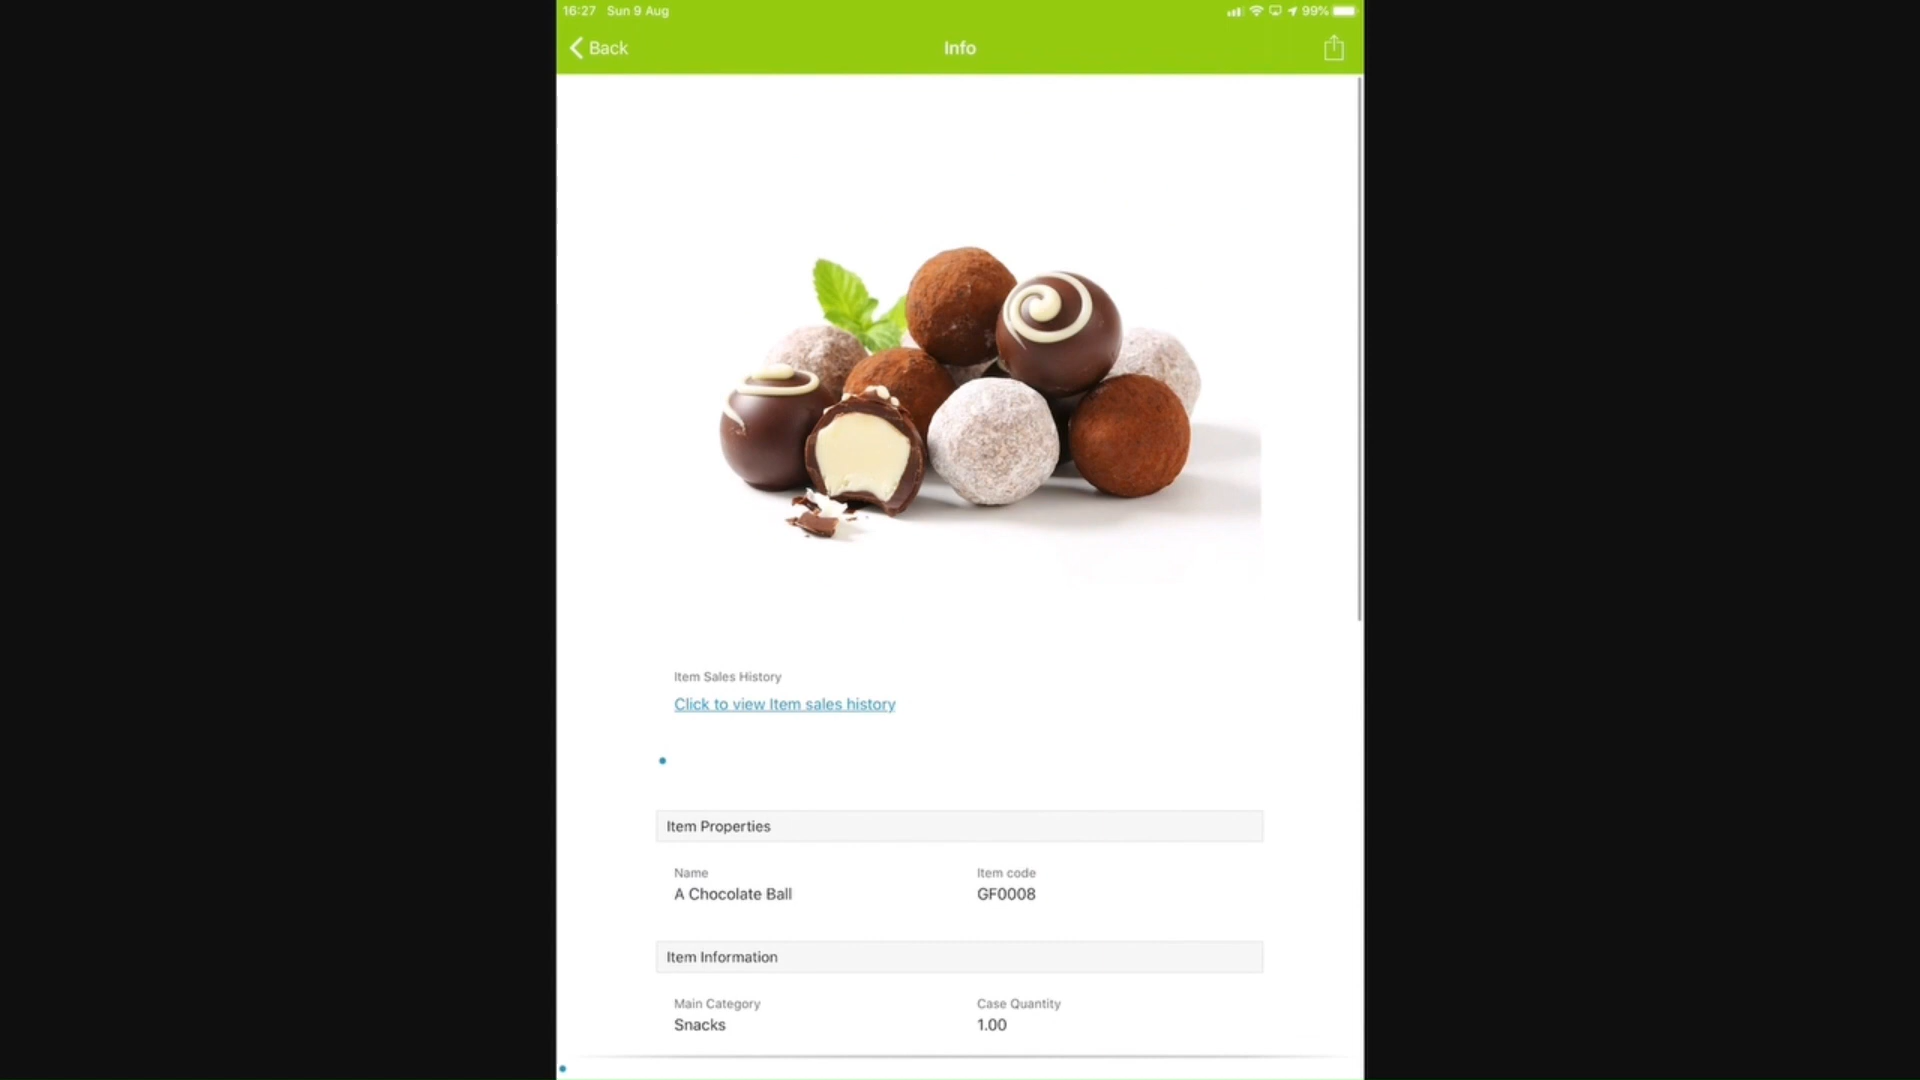 16:27 Sun 9 Aug 99%
Back Info
Item Sales History
Click to view Item sales history
Item Properties
Name Item code
A Chocolate Ball GF0008
Item Information
Main Category Case Quantity
Snacks 1.00